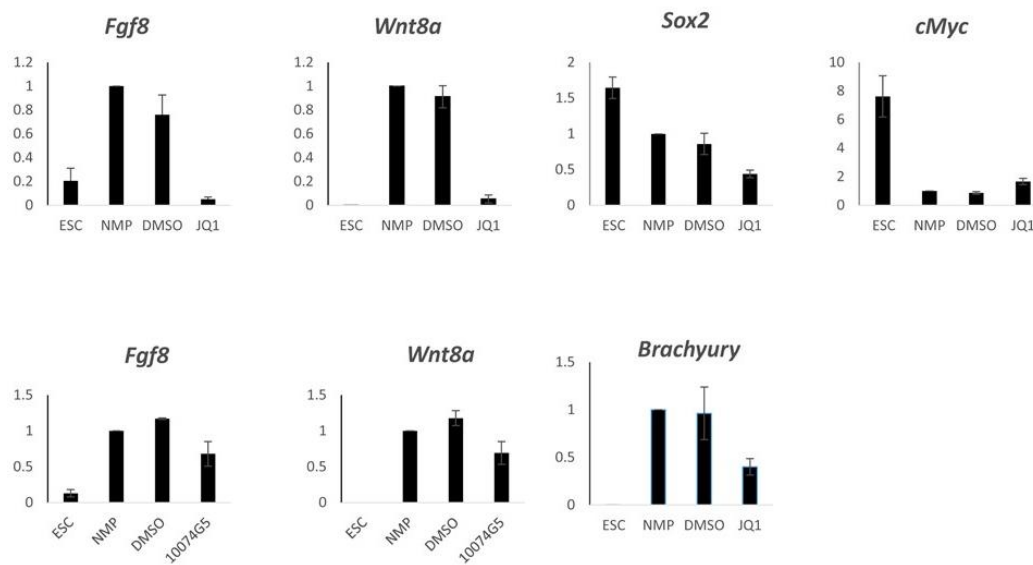 Fgf8
1.2
1
0.8
0.6
0.4
0.2
0
ESC NMP DMSO JQ1
Wnt8a
1.2
1
0.8
0.6
0.4
0.2
0
ESC NMP DMSO JQ1
Sox2
2
1.5
1
0.5
0
ESC NMP DMSO JQ1
cMyc
10
8
6
4
2
0
ESC NMP DMSO JQ1
Fgf8
1.5
1
0.5
0
ESC NMP DMSO 10074G5
Wnt8a
1.5
1
0.5
0
ESC NMP DMSO 10074G5
Brachyury
1.5
1
0.5
0
ESC NMP DMSO JQ1